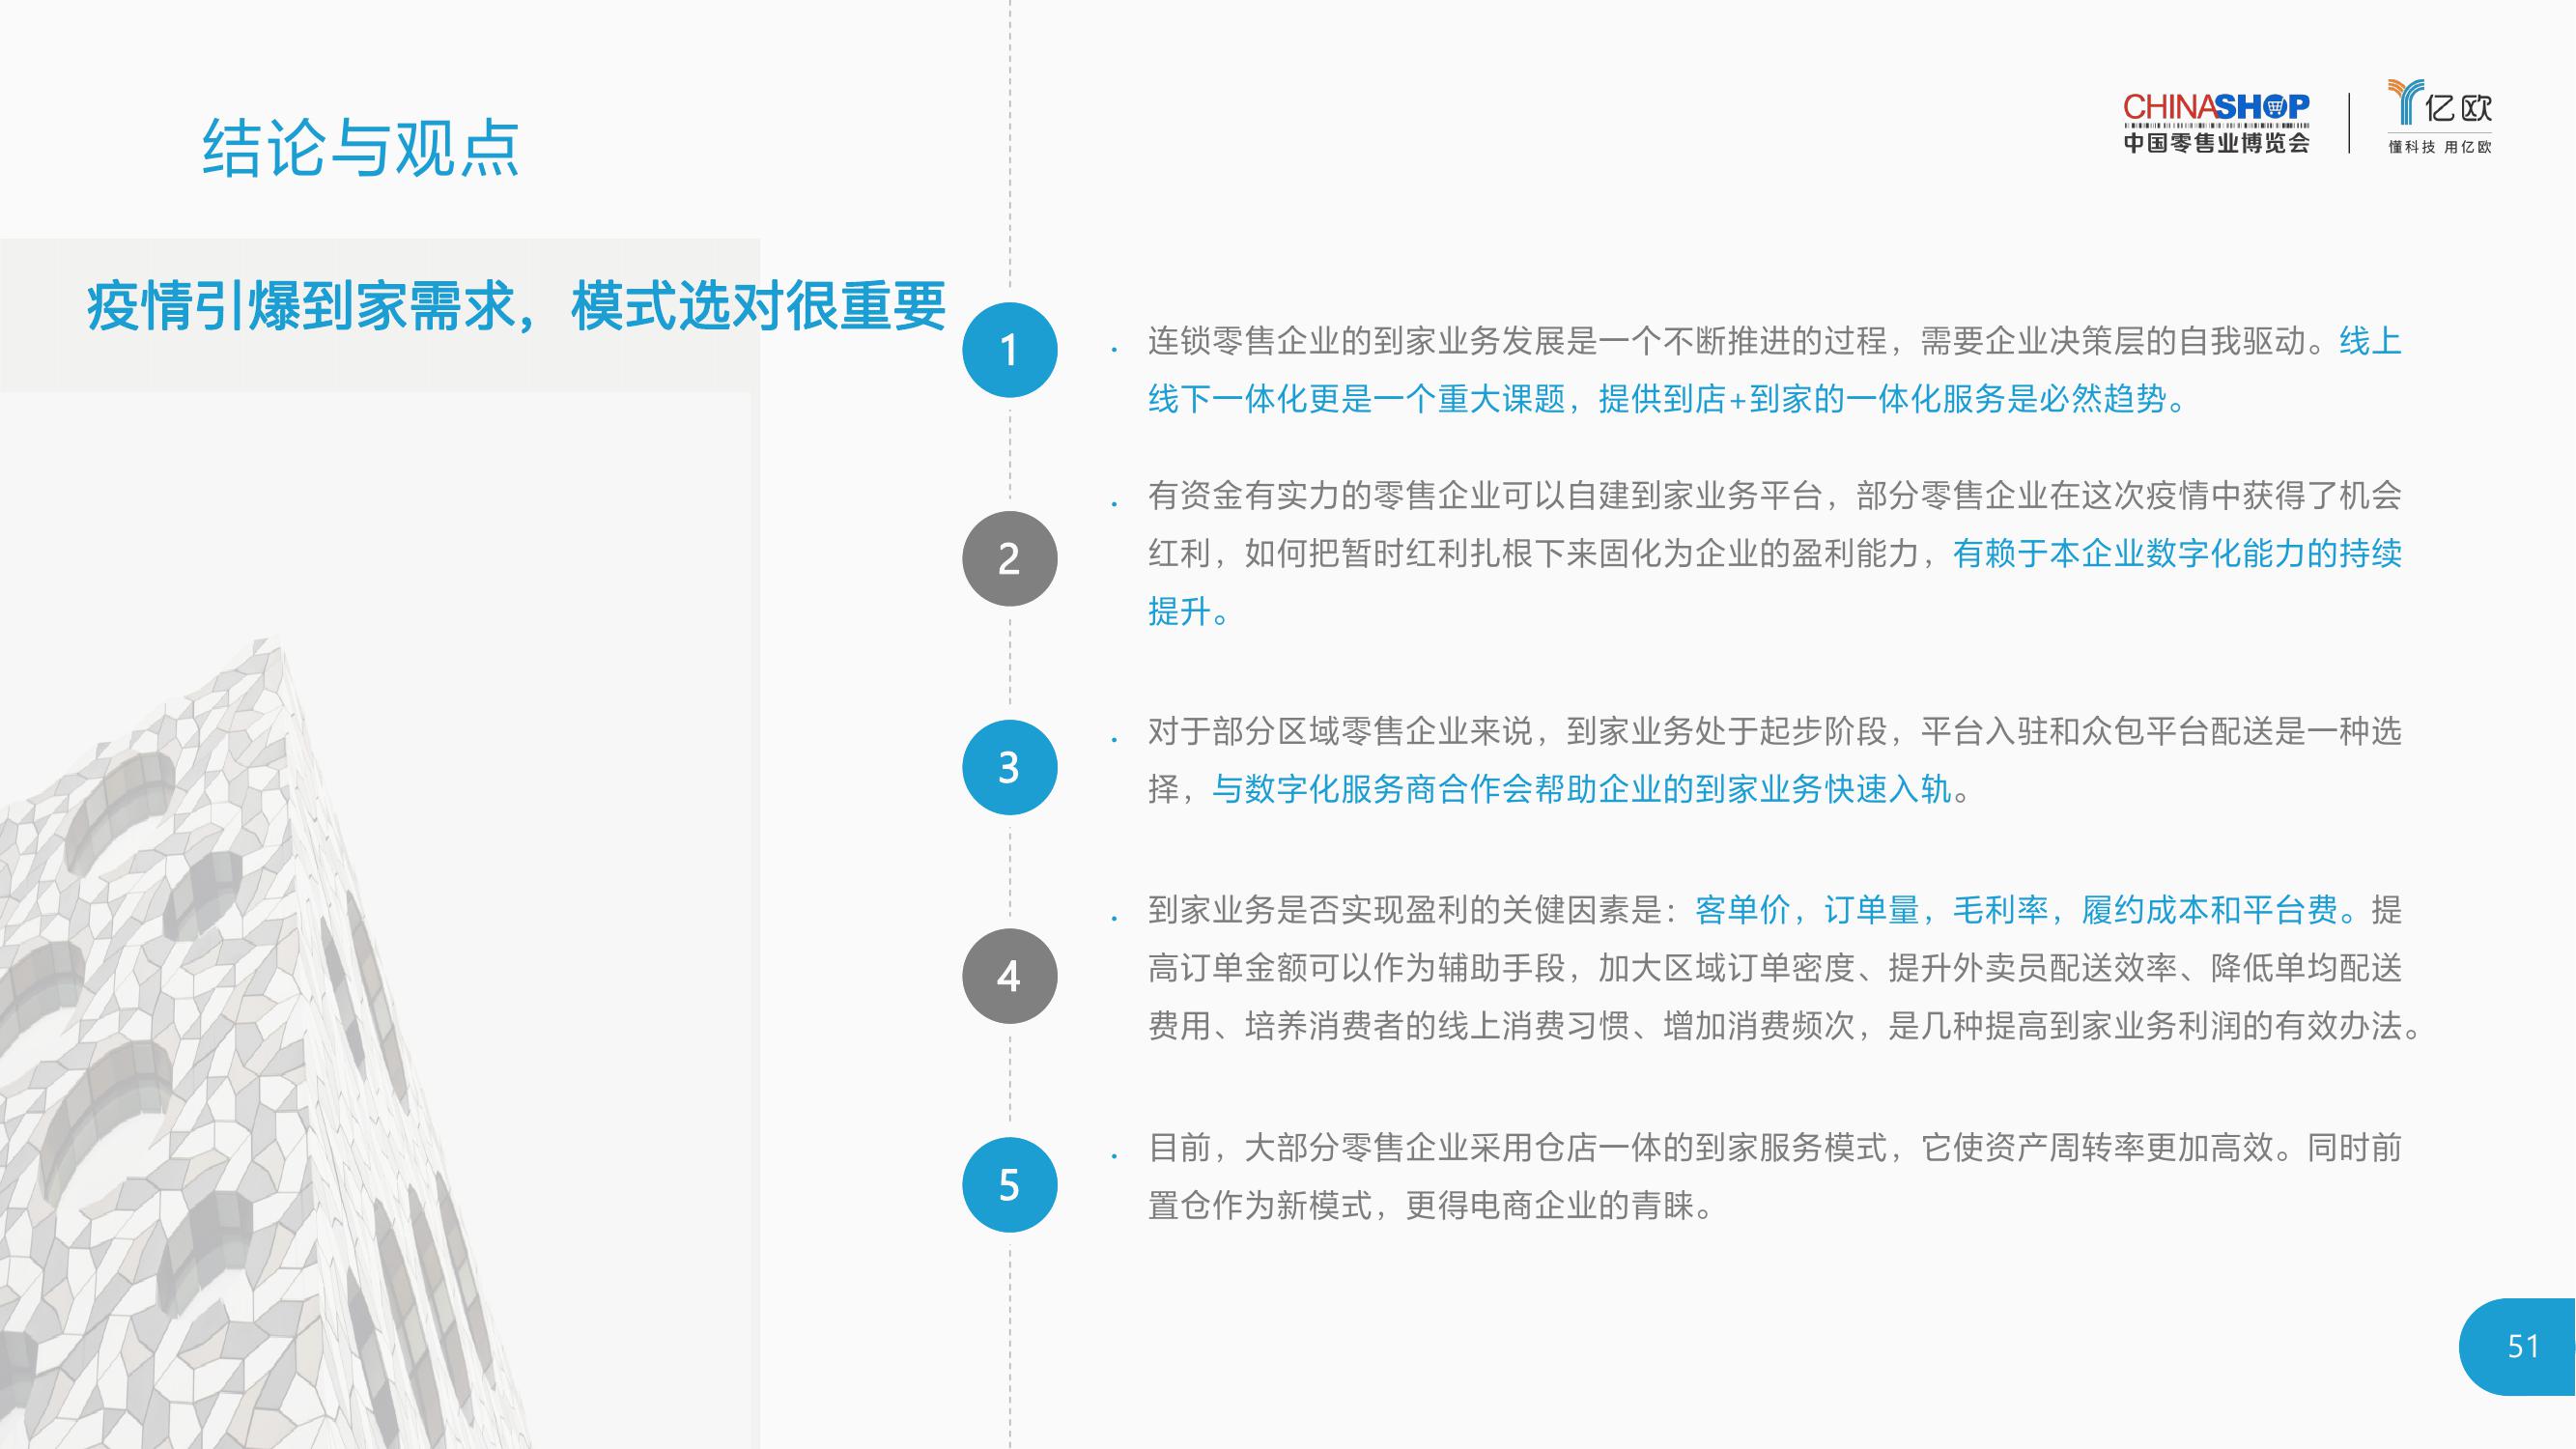 结论与观点
CHINASHOP
中国零售业博览会
亿欧
懂科技 用亿欧
疫情引爆到家需求，模式选对很重要
1
. 连锁零售企业的到家业务发展是一个不断推进的过程，需要企业决策层的自我驱动。线上
线下一体化更是一个重大课题，提供到店+到家的一体化服务是必然趋势。
2
. 有资金有实力的零售企业可以自建到家业务平台，部分零售企业在这次疫情中获得了机会
红利，如何把暂时红利扎根下来固化为企业的盈利能力，有赖于本企业数字化能力的持续
提升。
3
. 对于部分区域零售企业来说，到家业务处于起步阶段，平台入驻和众包平台配送是一种选
择，与数字化服务商合作会帮助企业的到家业务快速入轨。
4
. 到家业务是否实现盈利的关健因素是：客单价，订单量，毛利率，履约成本和平台费。提
高订单金额可以作为辅助手段，加大区域订单密度、提升外卖员配送效率、降低单均配送
费用、培养消费者的线上消费习惯、增加消费频次，是几种提高到家业务利润的有效办法。
5
. 目前，大部分零售企业采用仓店一体的到家服务模式，它使资产周转率更加高效。同时前
置仓作为新模式，更得电商企业的青睐。
51